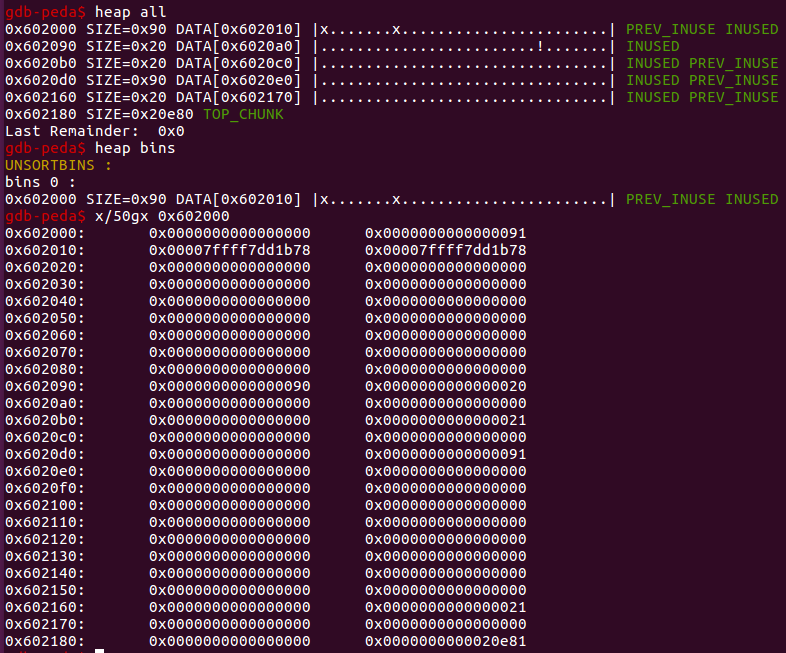 gdb-peda$ heap all
0x602000 SIZE=0x90 DATA[0x602010] |x.......x.......................| PREV_INUSE INUSED
0x602090 SIZE=0x20 DATA[0x6020a0] |........................!.......| INUSED
0x6020b0 SIZE=0x20 DATA[0x6020c0] |................................| INUSED PREV_INUSE
0x6020d0 SIZE=0x90 DATA[0x6020e0] |................................| INUSED PREV_INUSE
0x602160 SIZE=0x20 DATA[0x602170] |................................| INUSED PREV_INUSE
0x602180 SIZE=0x20e80 TOP_CHUNK
Last Remainder:  0x0
gdb-peda$ heap bins
UNSORTBINS :
bins 0 :
0x602000 SIZE=0x90 DATA[0x602010] |x.......x.......................| PREV_INUSE INUSED
gdb-peda$ x/50gx 0x602000
0x602000:	0x0000000000000000	0x0000000000000091
0x602010:	0x00007ffff7dd1b78	0x00007ffff7dd1b78
0x602020:	0x0000000000000000	0x0000000000000000
0x602030:	0x0000000000000000	0x0000000000000000
0x602040:	0x0000000000000000	0x0000000000000000
0x602050:	0x0000000000000000	0x0000000000000000
0x602060:	0x0000000000000000	0x0000000000000000
0x602070:	0x0000000000000000	0x0000000000000000
0x602080:	0x0000000000000000	0x0000000000000000
0x602090:	0x0000000000000090	0x0000000000000020
0x6020a0:	0x0000000000000000	0x0000000000000000
0x6020b0:	0x0000000000000000	0x0000000000000021
0x6020c0:	0x0000000000000000	0x0000000000000000
0x6020d0:	0x0000000000000000	0x0000000000000091
0x6020e0:	0x0000000000000000	0x0000000000000000
0x6020f0:	0x0000000000000000	0x0000000000000000
0x602100:	0x0000000000000000	0x0000000000000000
0x602110:	0x0000000000000000	0x0000000000000000
0x602120:	0x0000000000000000	0x0000000000000000
0x602130:	0x0000000000000000	0x0000000000000000
0x602140:	0x0000000000000000	0x0000000000000000
0x602150:	0x0000000000000000	0x0000000000000000
0x602160:	0x0000000000000000	0x0000000000000021
0x602170:	0x0000000000000000	0x0000000000000000
0x602180:	0x0000000000000000	0x0000000000020e81